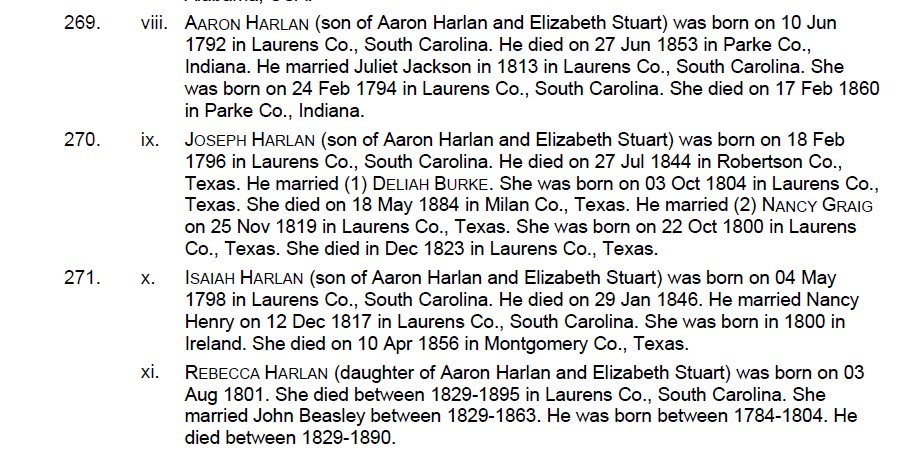 269. viii. AARON HARLAN (son of Aaron Harlan and Elizabeth Stuart) was born on 10 Jun
1792 in Laurens Co., South Carolina. He died on 27 Jun 1853 in Parke Co.,
Indiana. He married Juliet Jackson in 1813 in Laurens Co., South Carolina. She
was born on 24 Feb 1794 in Laurens Co., South Carolina. She died on 17 Feb 1860
in Parke Co., Indiana.
270. ix. JOSEPH HARLAN (son of Aaron Harlan and Elizabeth Stuart) was born on 18 Feb
1796 in Laurens Co., South Carolina. He died on 27 Jul 1844 in Robertson Co.,
Texas. He married (1) DELIAH BURKE. She was born on 03 Oct 1804 in Laurens Co.,
Texas. She died on 18 May 1884 in Milan Co., Texas. He married (2) NANCY GRAIG
on 25 Nov 1819 in Laurens Co., Texas. She was born on 22 Oct 1800 in Laurens
Co., Texas. She died in Dec 1823 in Laurens Co., Texas.
271. x. ISAIAH HARLAN (son of Aaron Harlan and Elizabeth Stuart) was born on 04 May
1798 in Laurens Co., South Carolina. He died on 29 Jan 1846. He married Nancy
Henry on 12 Dec 1817 in Laurens Co., South Carolina. She was born in 1800 in
Ireland. She died on 10 Apr 1856 in Montgomery Co., Texas.
xi. REBECCA HARLAN (daughter of Aaron Harlan and Elizabeth Stuart) was born on 03
Aug 1801. She died between 1829-1895 in Laurens Co., South Carolina. She
married John Beasley between 1829-1863. He was born between 1784-1804. He
died between 1829-1890.